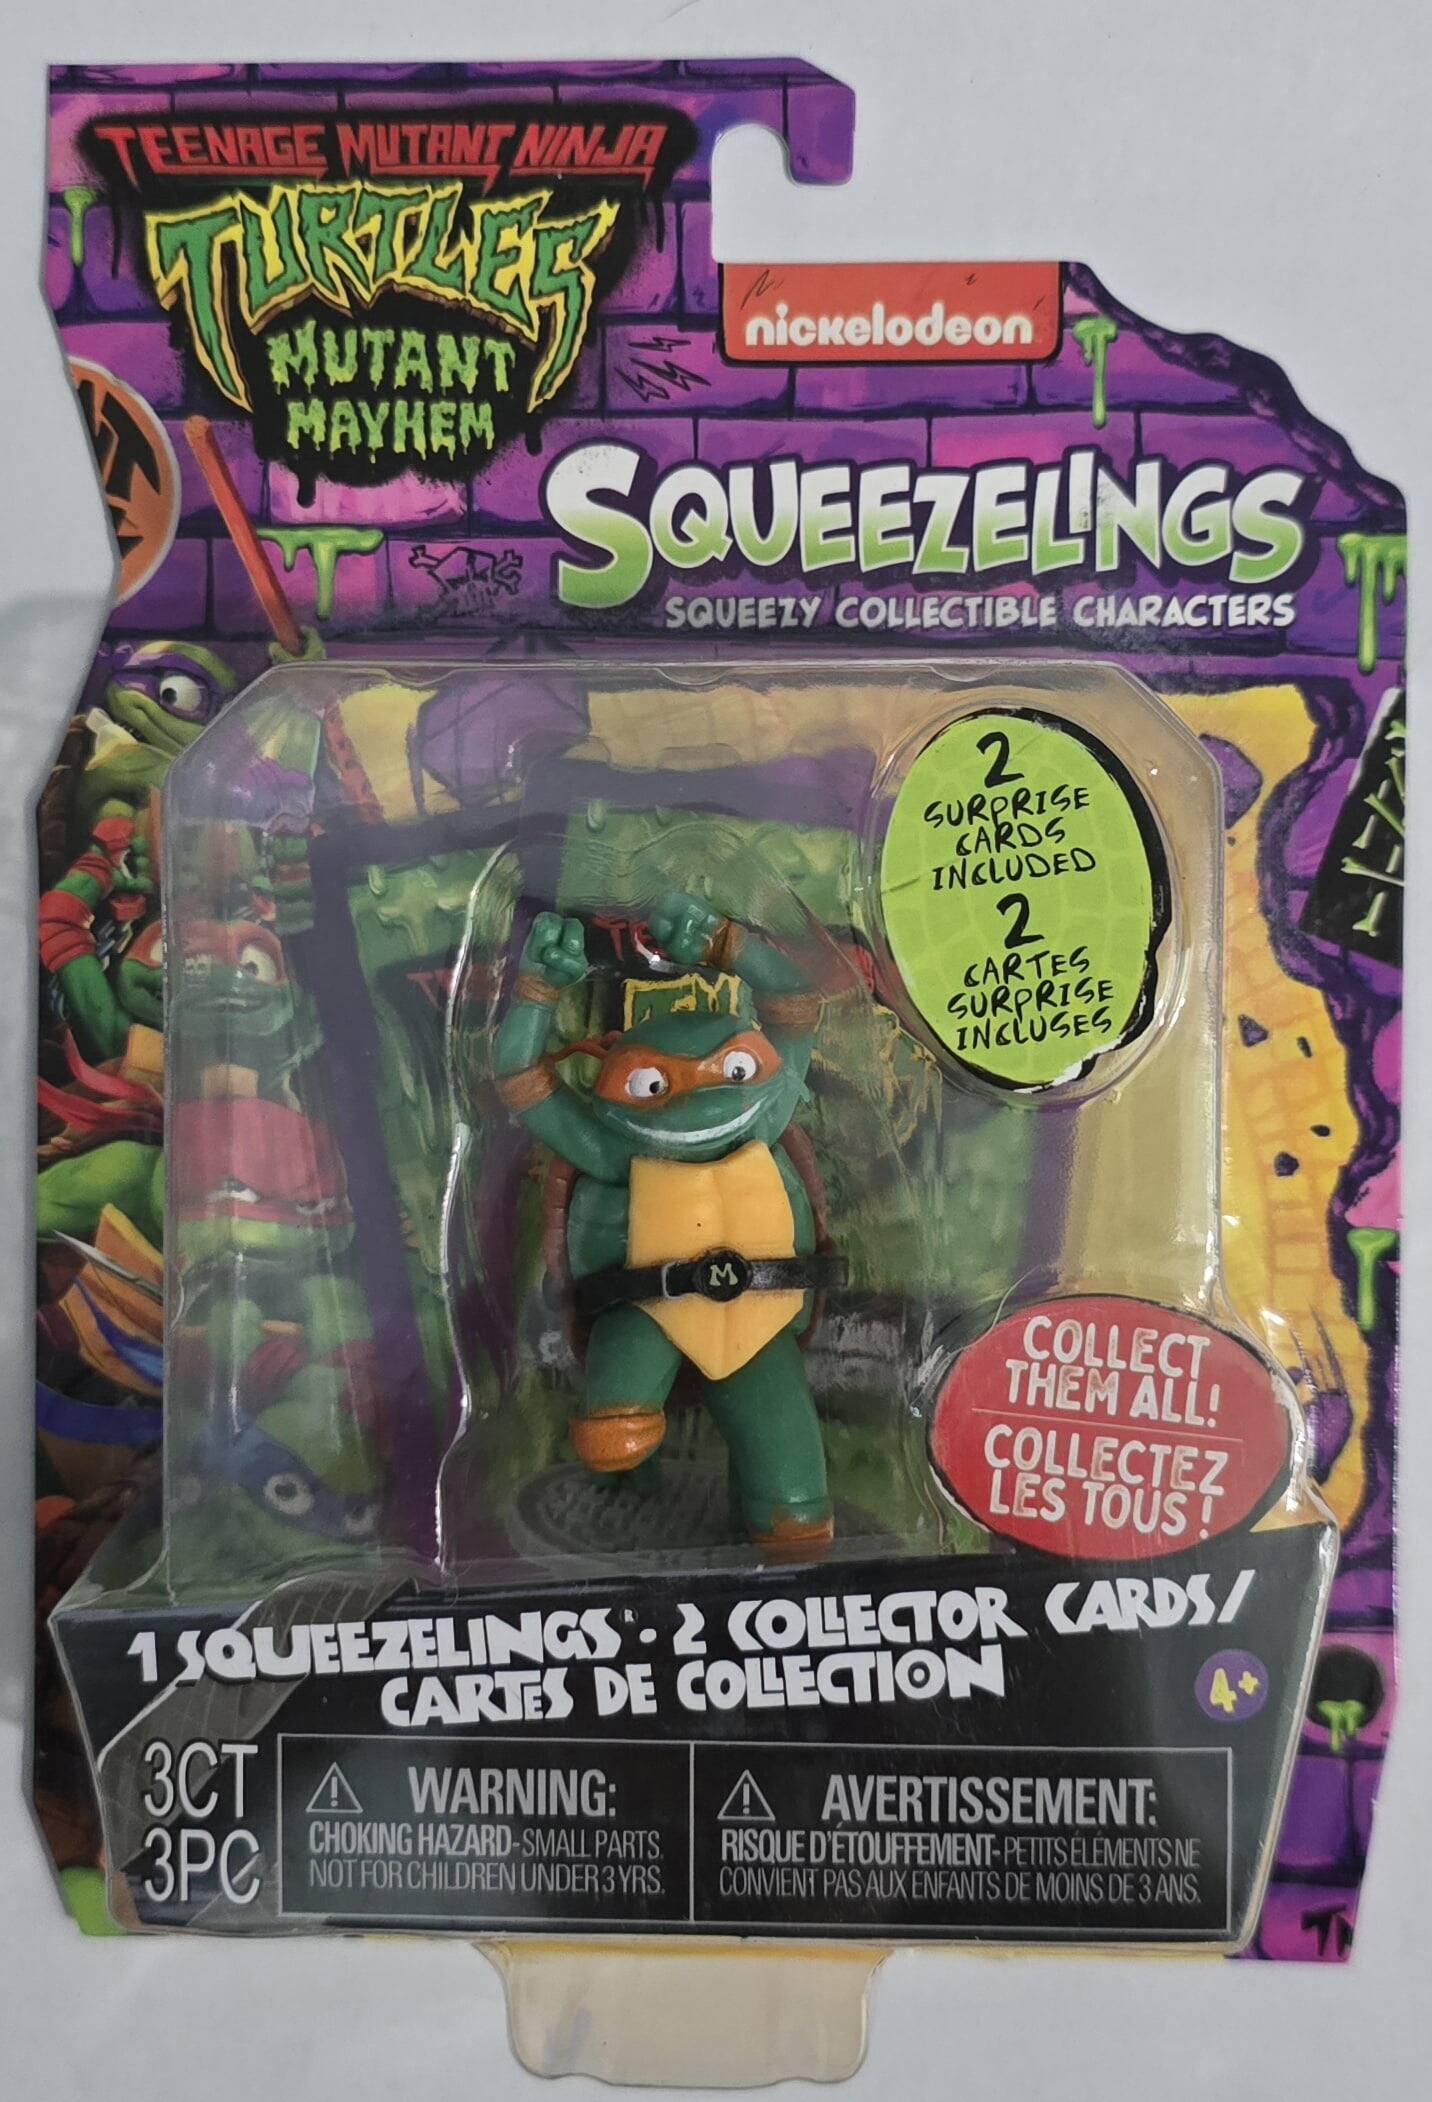 TEENAGE MUTANT NINJA
TURTLES
MUTANT
MAYHEM
nickelodeon
SQUEEZELINGS
SQUEEZY COLLECTIBLE CHARACTERS
2
SURPRISE
CARDS
INCLUDED
2
CARTES
SURPRISE
INCLUSES
M
COLLECT
THEM ALL!
COLLECTEZ
LES TOUS !
1 SQUEEZELINGS • 2 COLLECTOR CARDS/
CARTES DE COLLECTION
4+
3CT
3PC
WARNING:
CHOKING HAZARD-SMALL PARTS.
NOT FOR CHILDREN UNDER 3 YRS.
AVERTISSEMENT:
RISQUE D'ÉTOUFFEMENT- PETITS ÉLÉMENTS NE
CONVIENT PAS AUX ENFANTS DE MOINS DE 3 ANS.